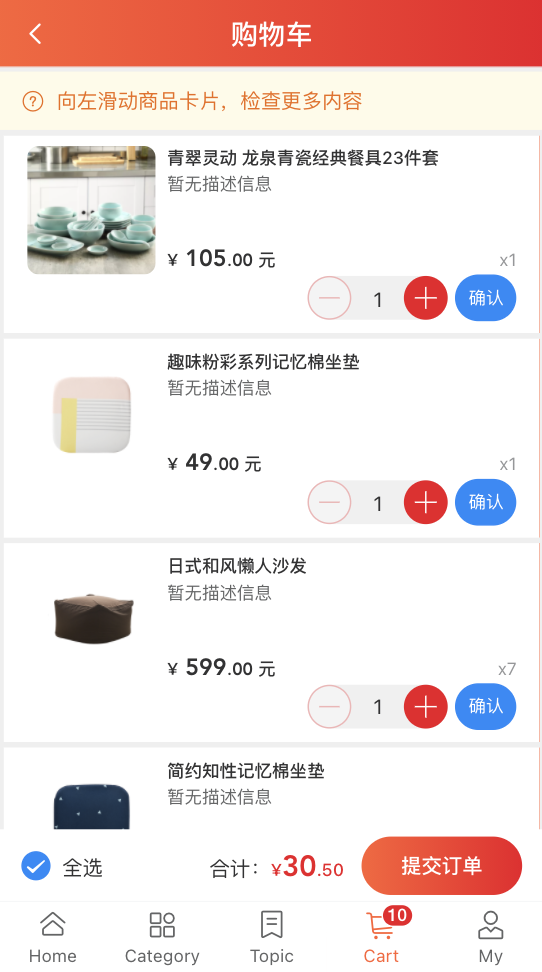 购物车
向左滑动商品卡片，检查更多内容
青翠灵动 龙泉青瓷经典餐具23件套
暂无描述信息
¥ 105.00 元
x1
1
确认
趣味粉彩系列记忆棉坐垫
暂无描述信息
¥ 49.00 元
x1
1
确认
日式和风懒人沙发
暂无描述信息
¥ 599.00 元
x7
1
确认
简约知性记忆棉坐垫
暂无描述信息
全选
合计：¥30.50
提交订单
10
Home
Category
Topic
Cart
My